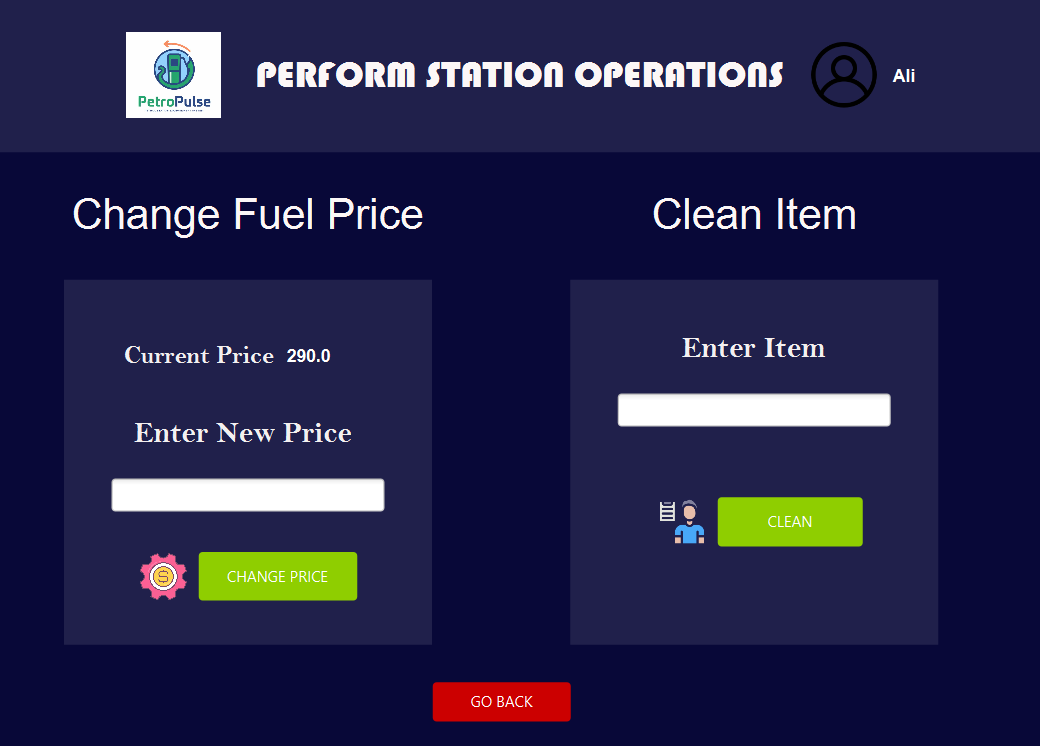 PetroPulse
PERFORM STATION OPERATIONS
Ali
Change Fuel Price
Current Price 290.0
Enter New Price
CHANGE PRICE
Clean Item
Enter Item
CLEAN
GO BACK